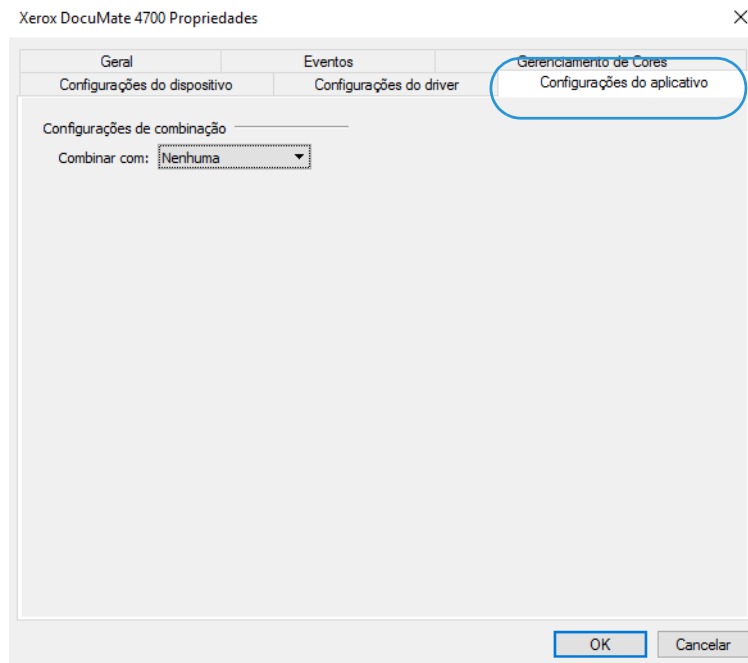 Xerox DocuMate 4700 Propriedades
Geral Eventos Gerenciamento de Cores
Configurações do dispositivo Configurações do driver Configurações do aplicativo
Configurações de combinação
Combinar com: Nenhuma
OK Cancelar